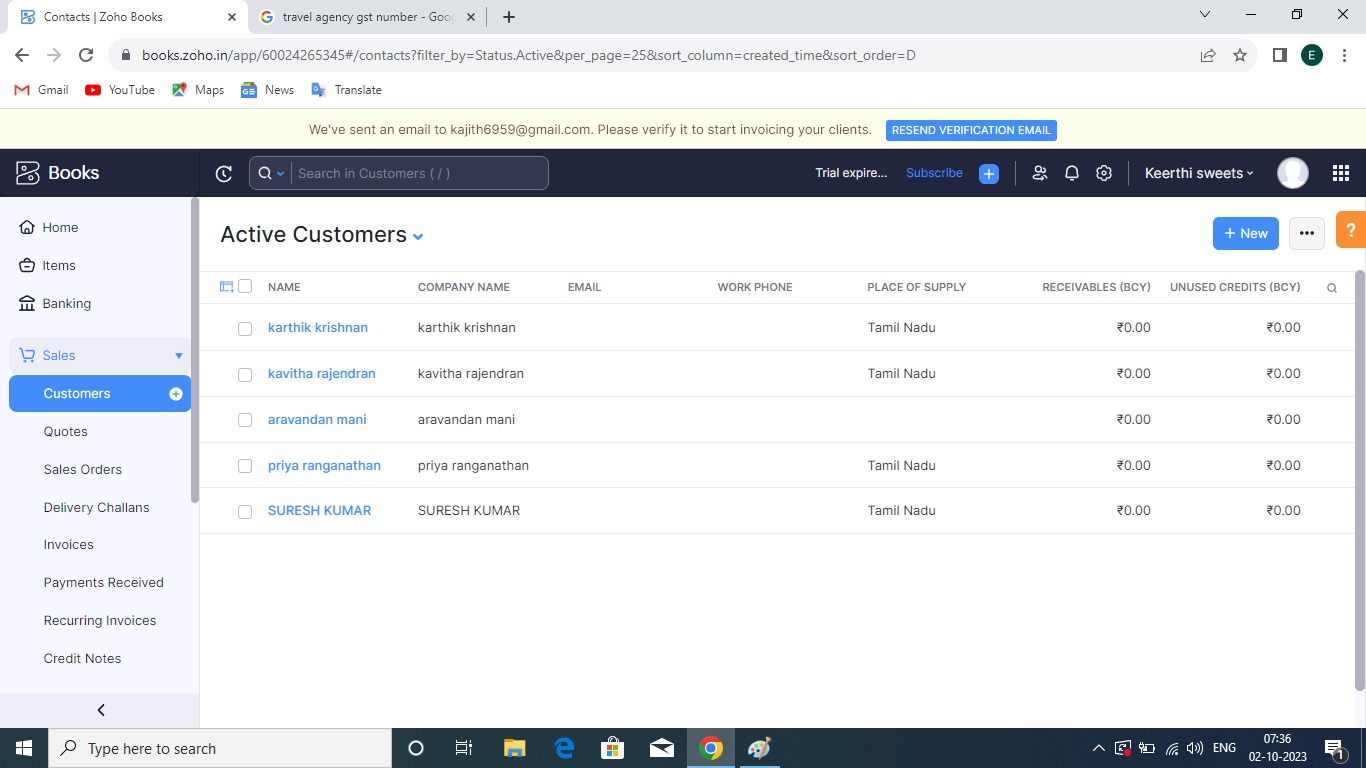 Contacts | Zoho Books
travel agency gst number - Goo
books.zoho.in/app/60024265345#/contacts?filter_by=Status.Active&per_page=25&sort_column=created_time&sort_order=D
E
Gmail YouTube Maps News Translate
We've sent an email to kajith6959@gmail.com. Please verify it to start invoicing your clients. RESEND VERIFICATION EMAIL
Books
Search in Customers ( / )
Trial expire... Subscribe
Keerthi sweets
Home
Items
Banking
Sales
Customers
Quotes
Sales Orders
Delivery Challans
Invoices
Payments Received
Recurring Invoices
Credit Notes
Active Customers
+ New
?
NAME COMPANY NAME EMAIL WORK PHONE PLACE OF SUPPLY RECEIVABLES (BCY) UNUSED CREDITS (BCY)
karthik krishnan karthik krishnan Tamil Nadu ₹0.00 ₹0.00
kavitha rajendran kavitha rajendran Tamil Nadu ₹0.00 ₹0.00
aravandan mani aravandan mani ₹0.00 ₹0.00
priya ranganathan priya ranganathan Tamil Nadu ₹0.00 ₹0.00
SURESH KUMAR SURESH KUMAR Tamil Nadu ₹0.00 ₹0.00
Type here to search
ENG
07:36
02-10-2023
1